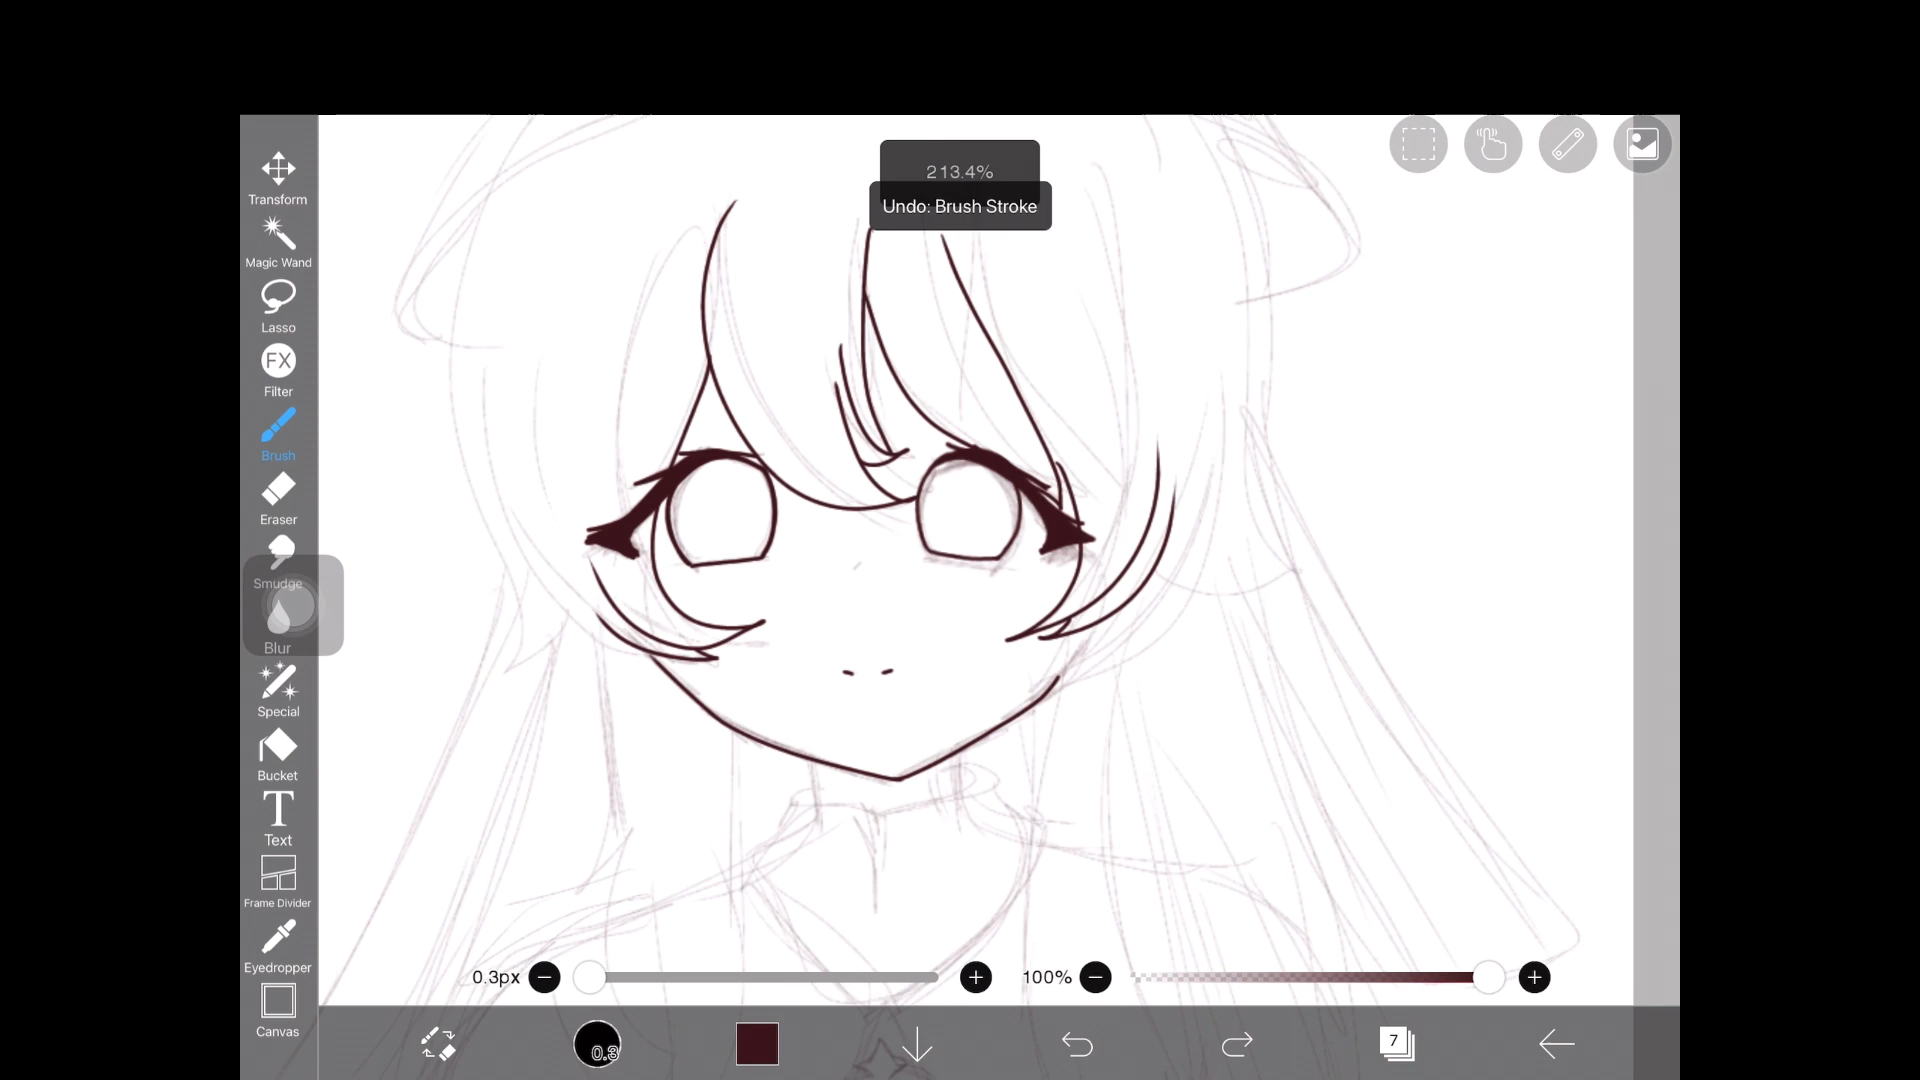 213.4%
Undo: Brush Stroke
Transform
Magic Wand
Lasso
FX
Filter
Brush
Eraser
Smudge
Blur
Special
Bucket
T
Text
Frame Divider
Eyedropper
Canvas
0.3px
100%
0.3
7